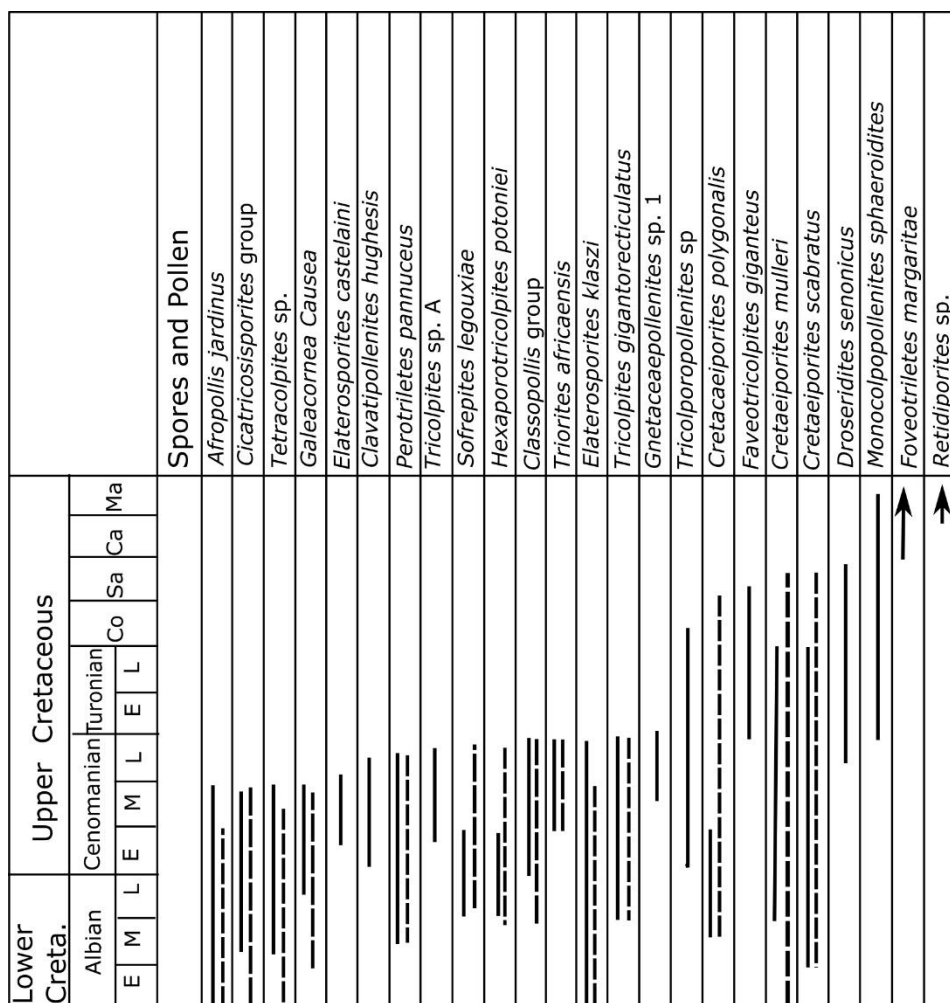 Lower
Creta.
Upper Cretaceous
Albian
Cenomanian
Turonian
E
M
L
E
M
L
E
L
Co
Sa
Ca
Ma
Spores and Pollen
Afropollis jardinus
Cicatricosisporites group
Tetracolpites sp.
Galeacornea Causea
Elaterosporites castelaini
Clavatipollenites hughesis
Perotriletes pannuceus
Tricolpites sp. A
Sofrepites legouxiae
Hexaporotricolpites potoniei
Classopollis group
Triorites africaensis
Elaterosporites klaszi
Tricolpites gigantorecticulatus
Gnetaceaepollenites sp. 1
Tricolporopollenites sp
Cretacaeiporites polygonalis
Faveotricolpites giganteus
Cretaeiporites mulleri
Cretaeiporites scabratus
Droseridites senonicus
Monocolpopollenites sphaeroidites
Foveotriletes margaritae
Retidiporites sp.